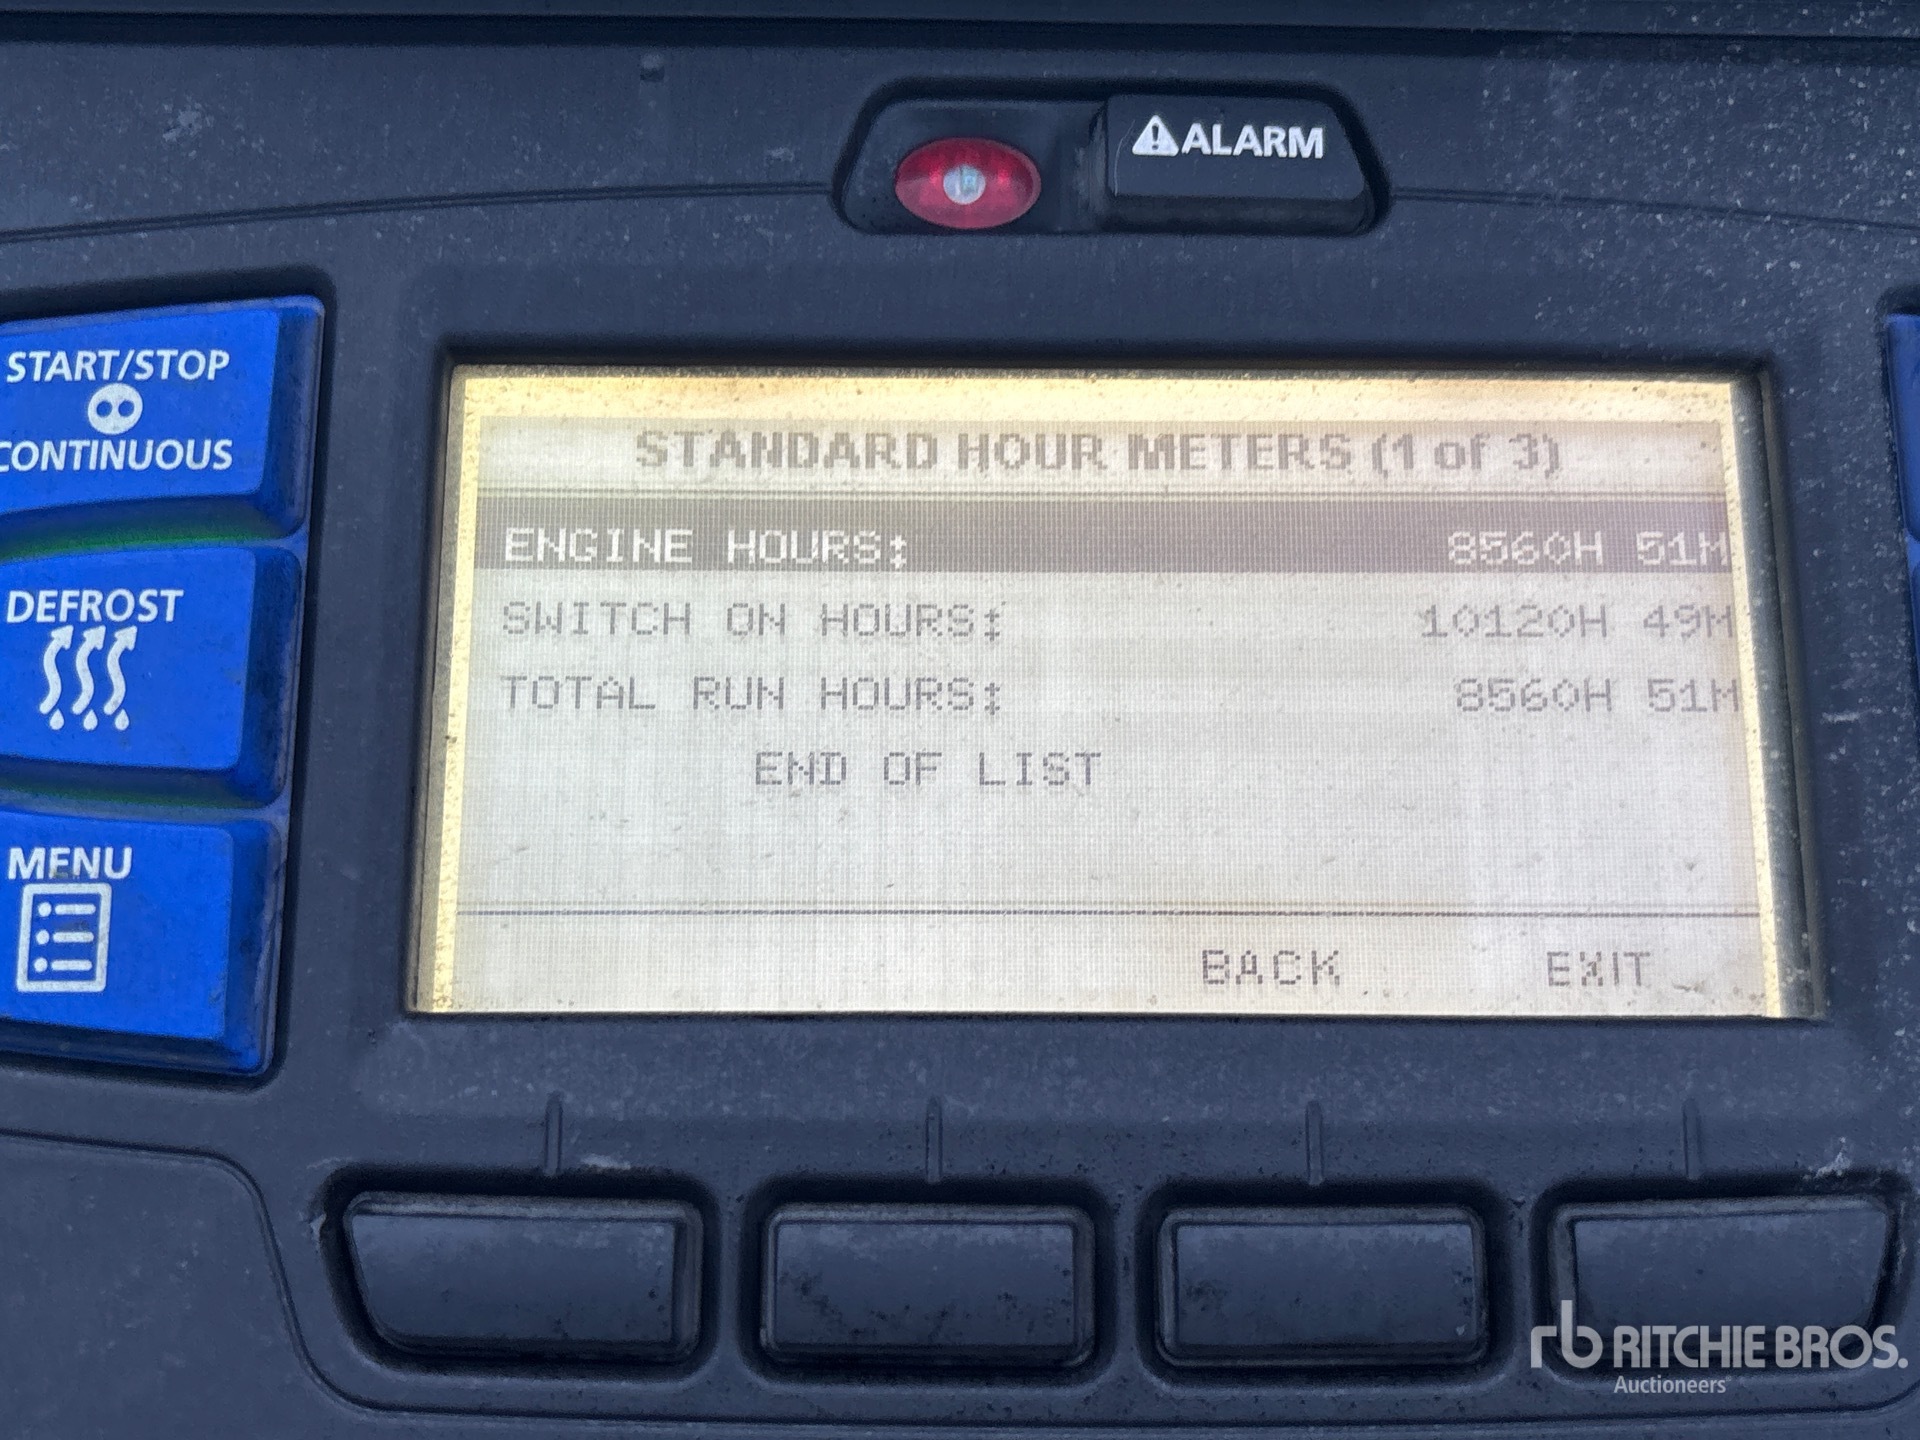 ALARM
START/STOP
CONTINUOUS
DEFROST
MENU
STANDARD HOUR METERS (1 of 3)
ENGINE HOURS: 8560H 51M
SWITCH ON HOURS: 10120H 49M
TOTAL RUN HOURS: 8560H 51M
END OF LIST
BACK EXIT
rb RITCHIE BROS.
Auctioneers